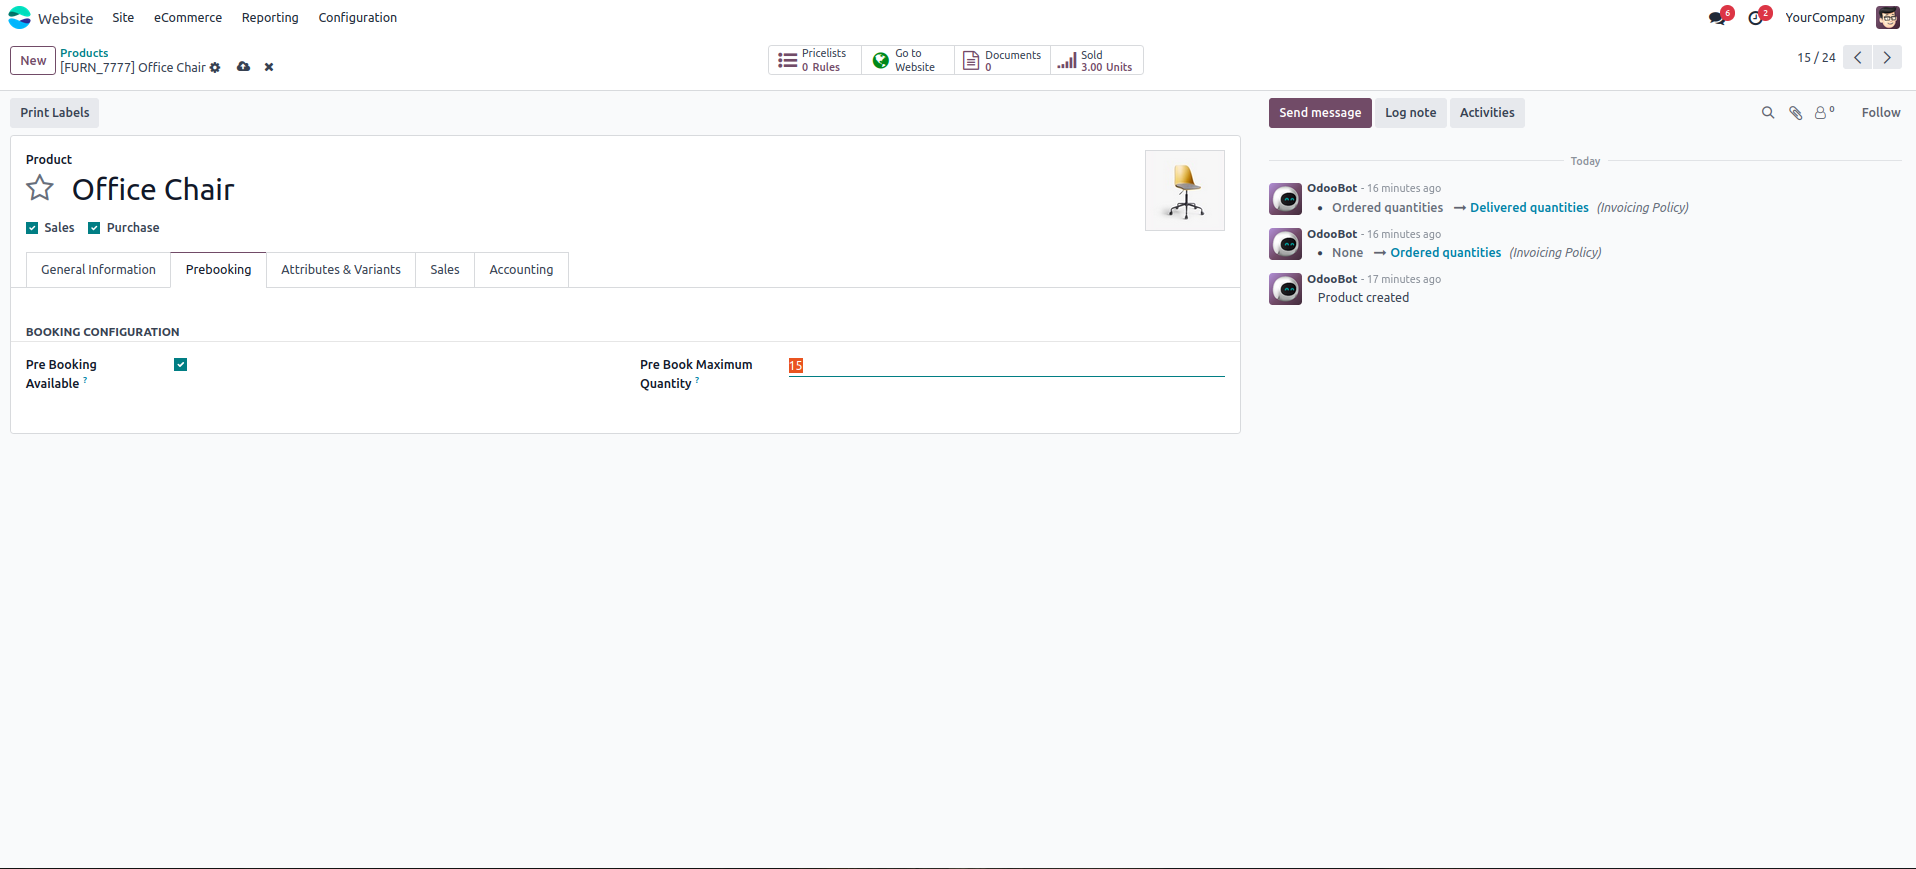 Website Site eCommerce Reporting Configuration 6 2 YourCompany
New Products
[FURN_7777] Office Chair
Pricelists
0 Rules
Go to
Website
Documents
0
Sold
3.00 Units
15 / 24
Print Labels
Send message Log note Activities 0 Follow
Product
Office Chair
Sales Purchase
General Information Prebooking Attributes & Variants Sales Accounting
BOOKING CONFIGURATION
Pre Booking
Available ?
Pre Book Maximum
Quantity ?
15
Today
OdooBot - 16 minutes ago
• Ordered quantities → Delivered quantities (Invoicing Policy)
OdooBot - 16 minutes ago
• None → Ordered quantities (Invoicing Policy)
OdooBot - 17 minutes ago
Product created